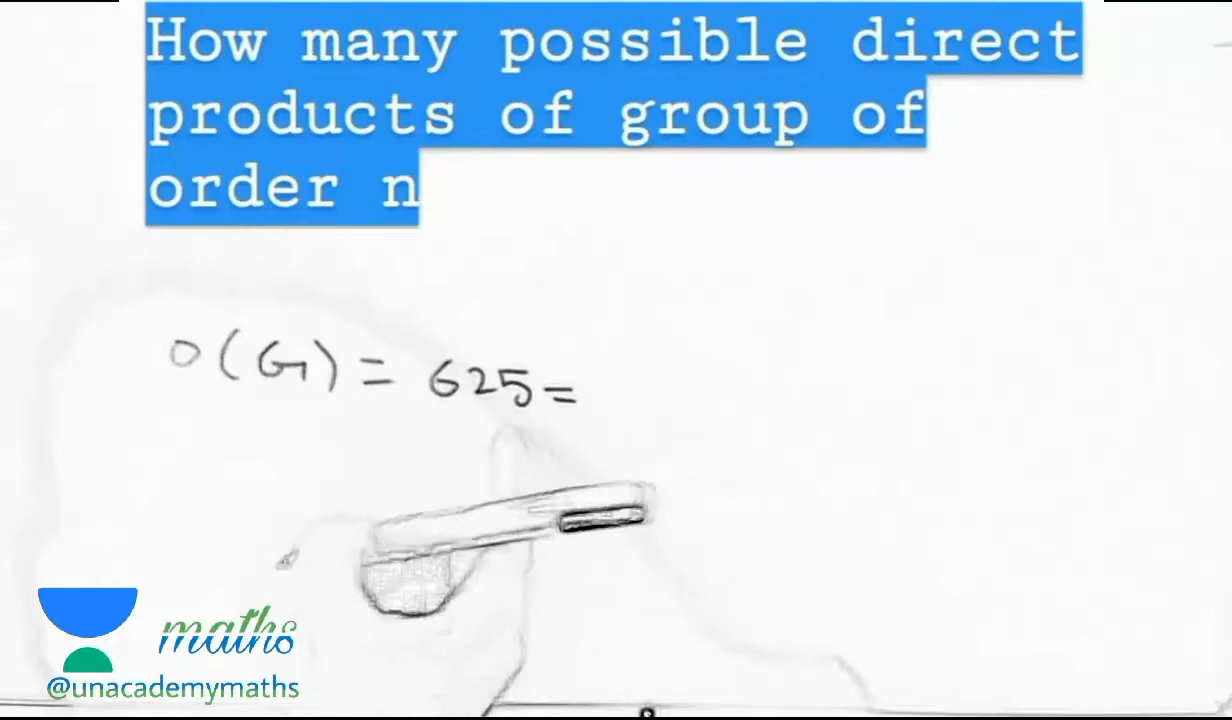 How many possible direct
products of group of
order n
O(G) = 625 =
maths
@unacademymaths